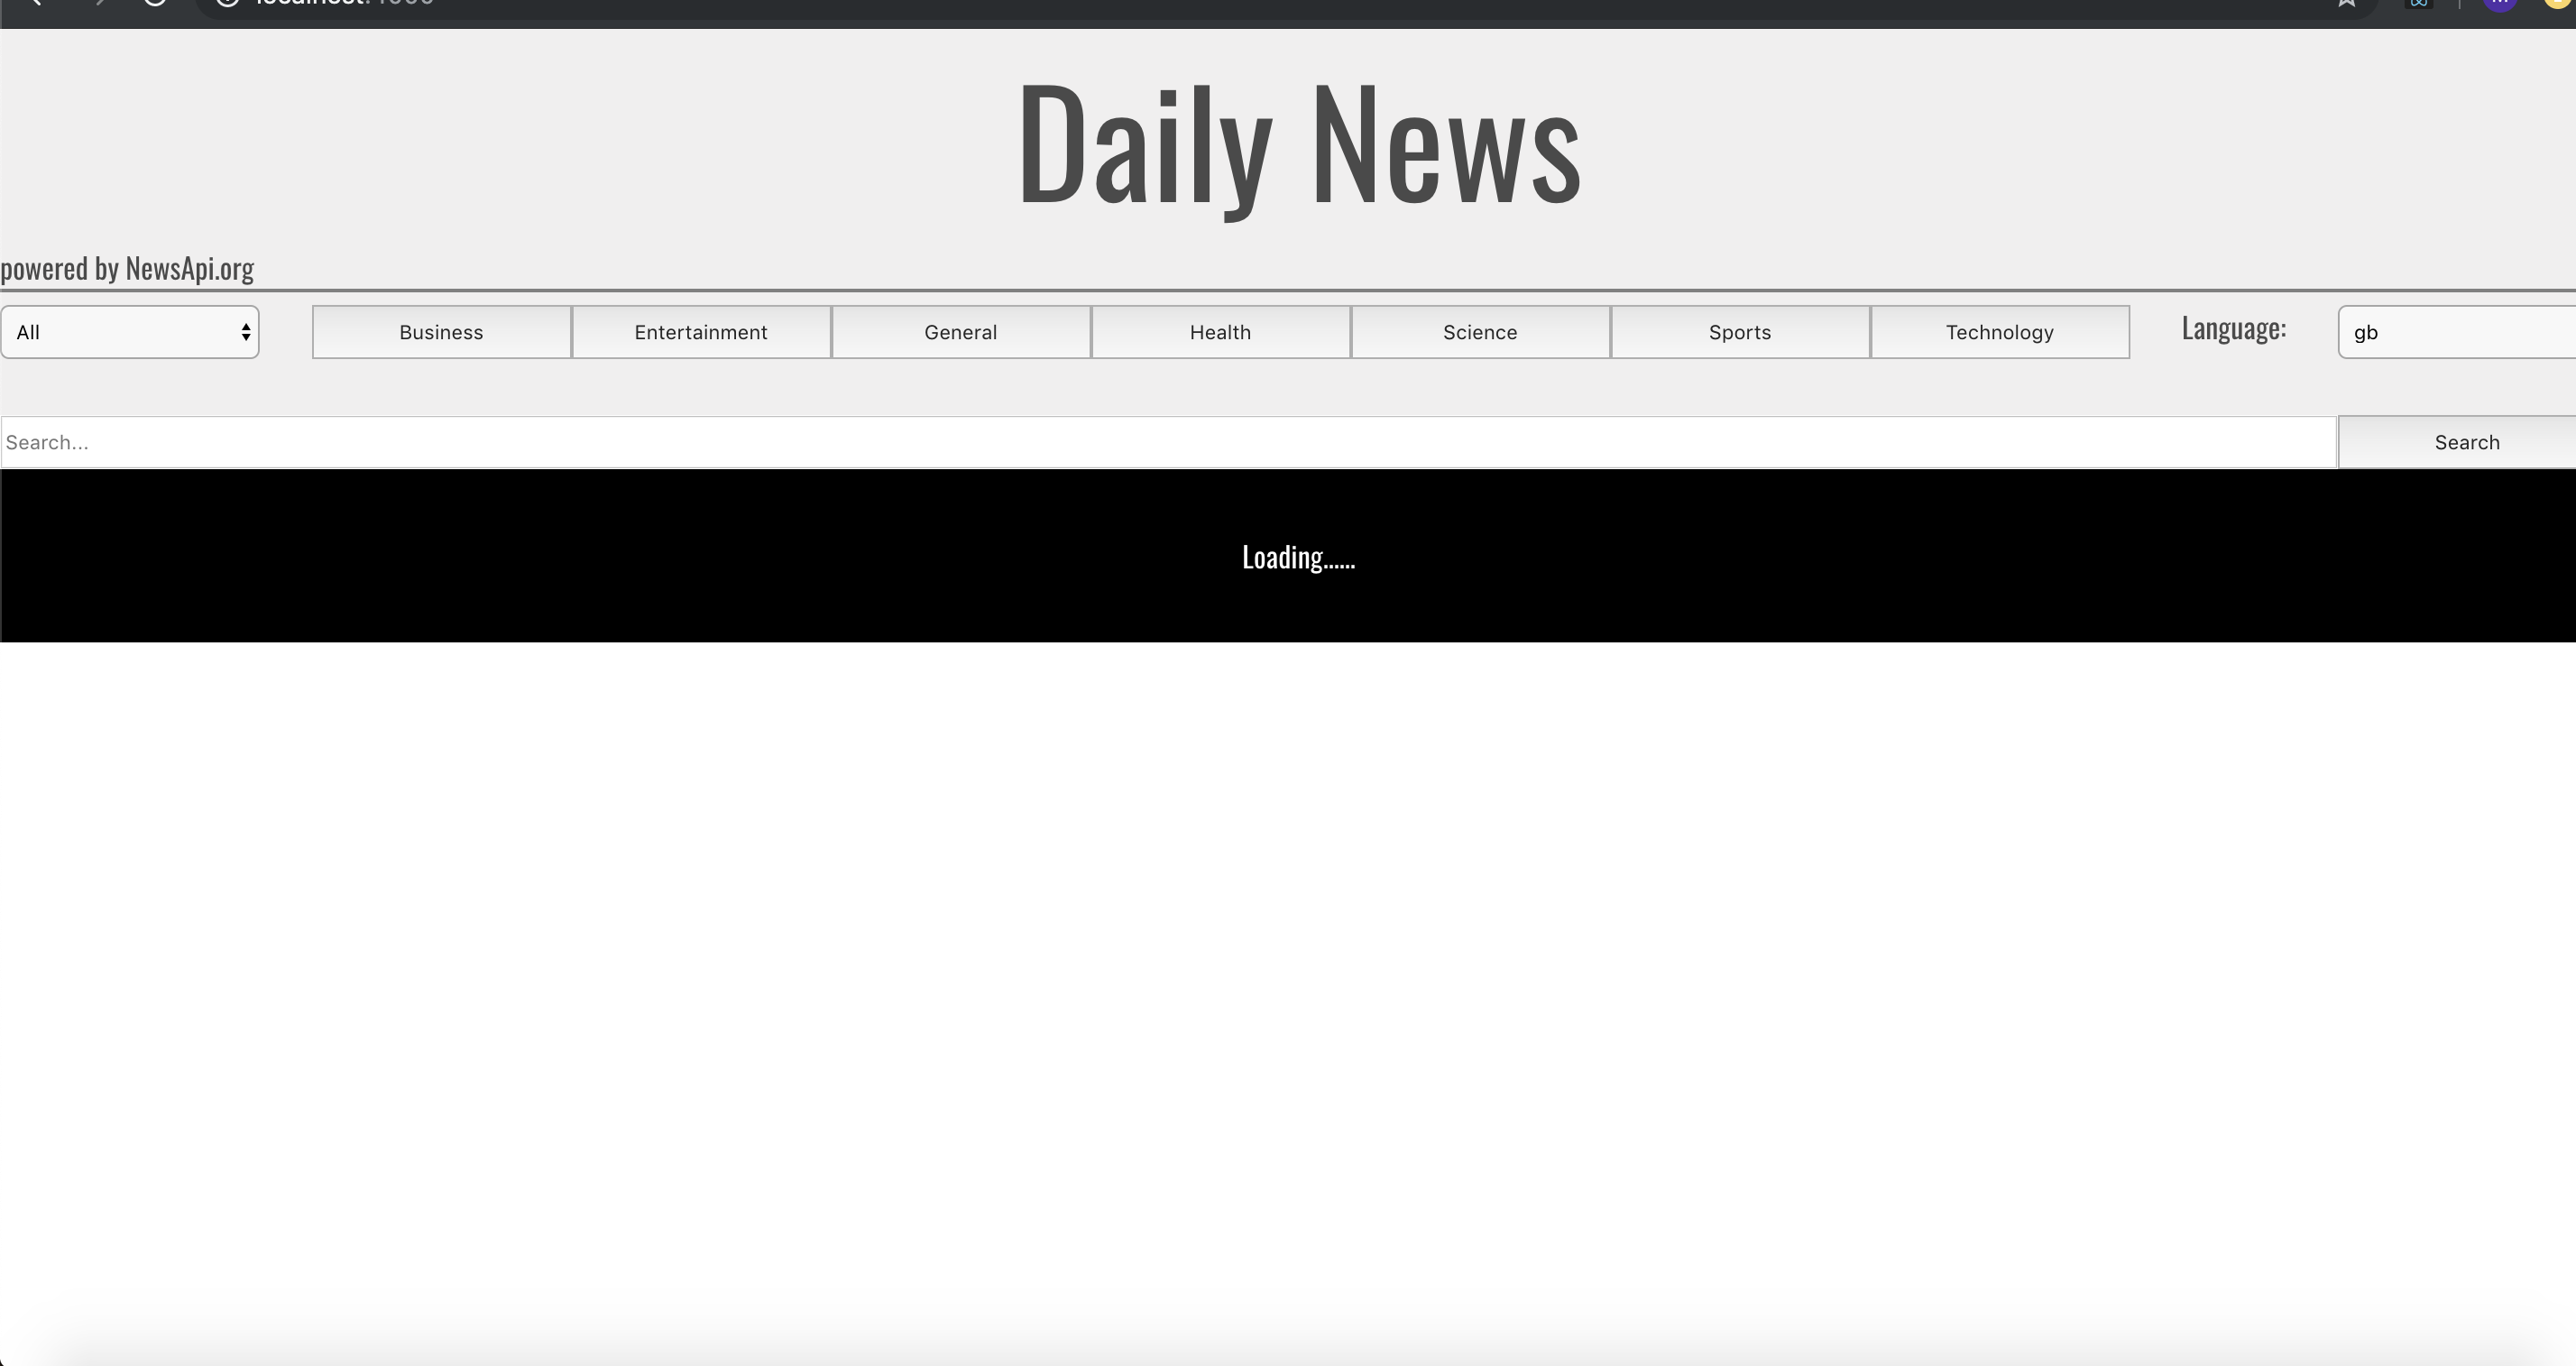 Daily News
powered by NewsApi.org
All Business Entertainment General Health Science Sports Technology Language: gb
Search... Search
Loading......